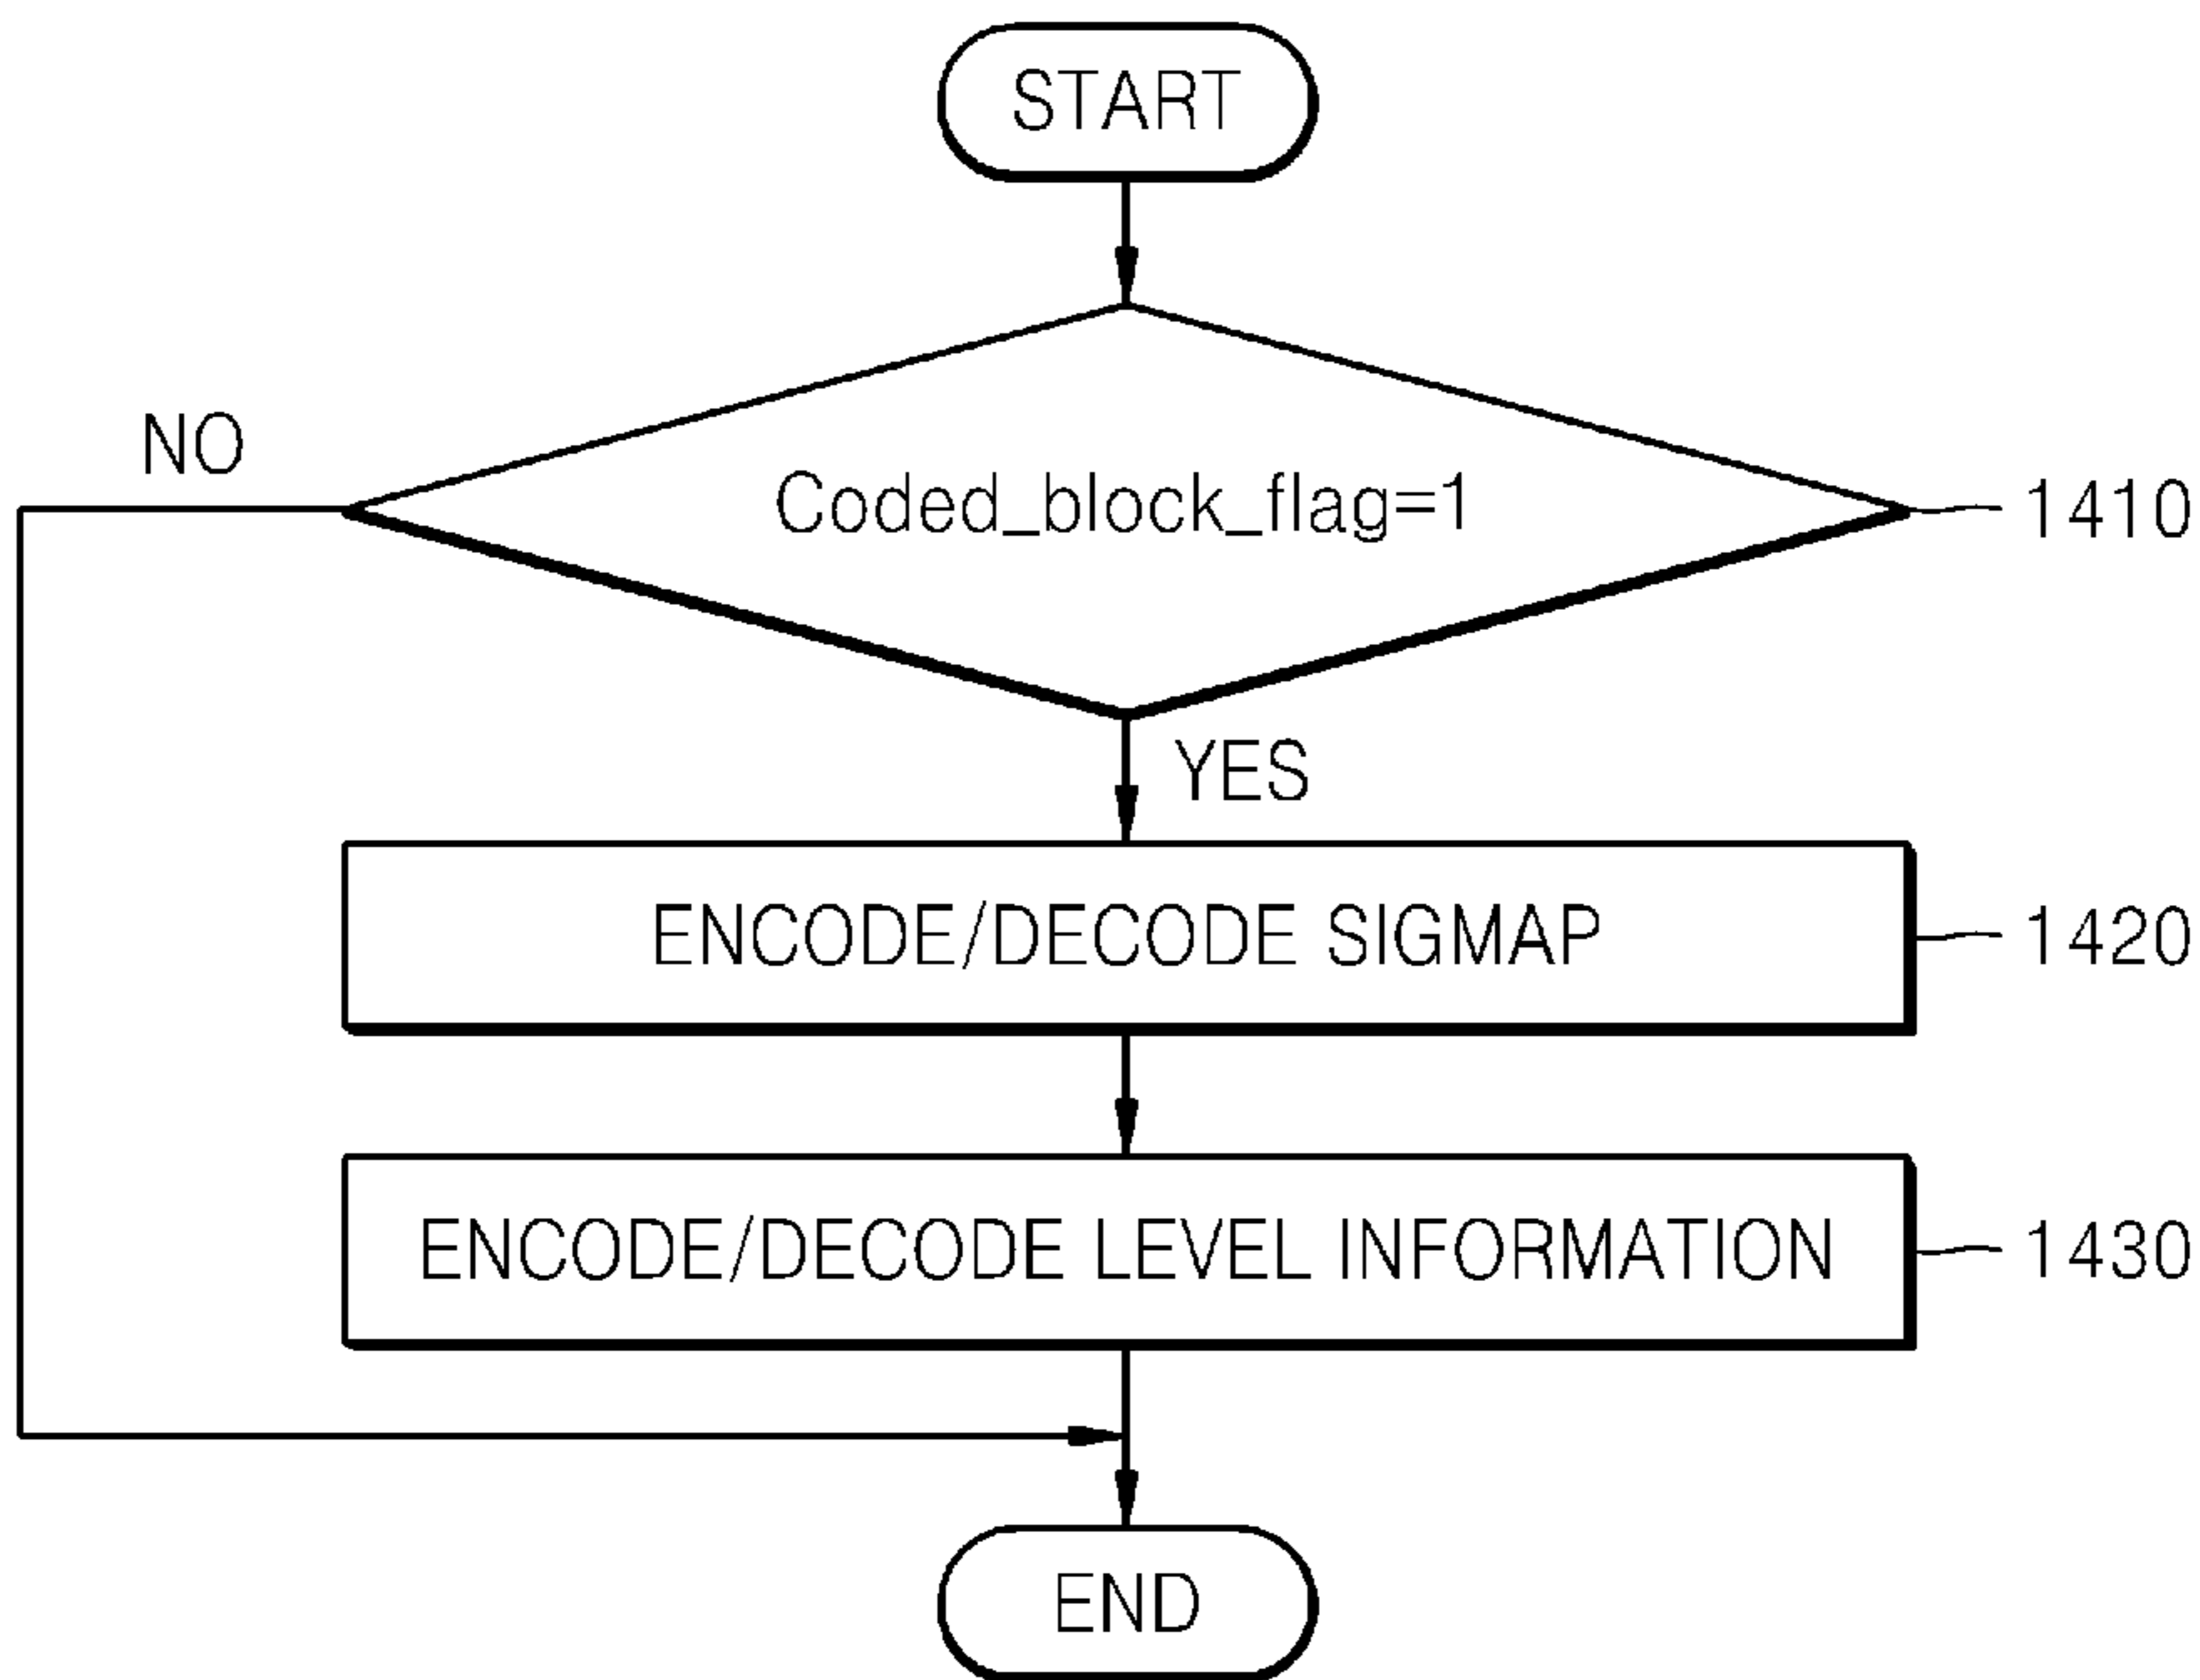 START
NO
Coded_block_flag=1
1410
YES
ENCODE/DECODE SIGMAP
1420
ENCODE/DECODE LEVEL INFORMATION
1430
END